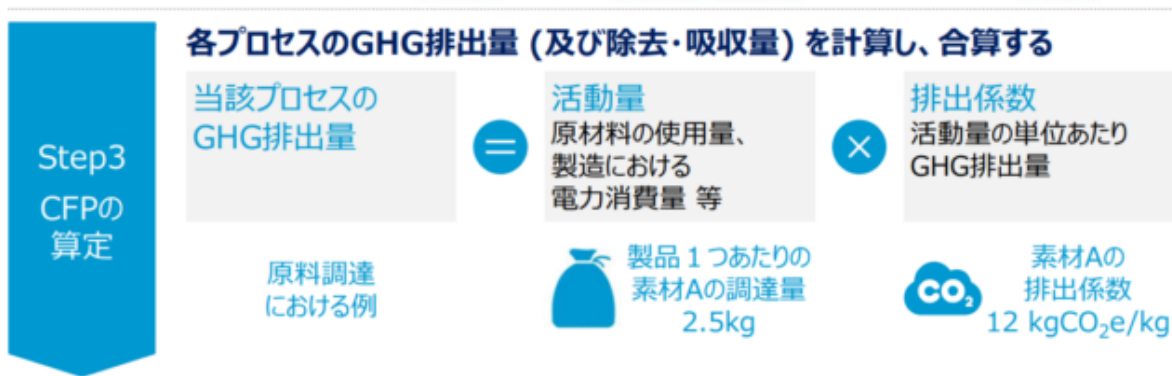 各プロセスのGHG排出量 (及び除去・吸収量) を計算し、合算する
Step3
CFPの
算定
当該プロセスの
GHG排出量
=
活動量
原材料の使用量、
製造における
電力消費量 等
×
排出係数
活動量の単位あたり
GHG排出量
原料調達
における例
製品１つあたりの
素材Aの調達量
2.5kg
CO₂
素材Aの
排出係数
12 kgCO₂e/kg